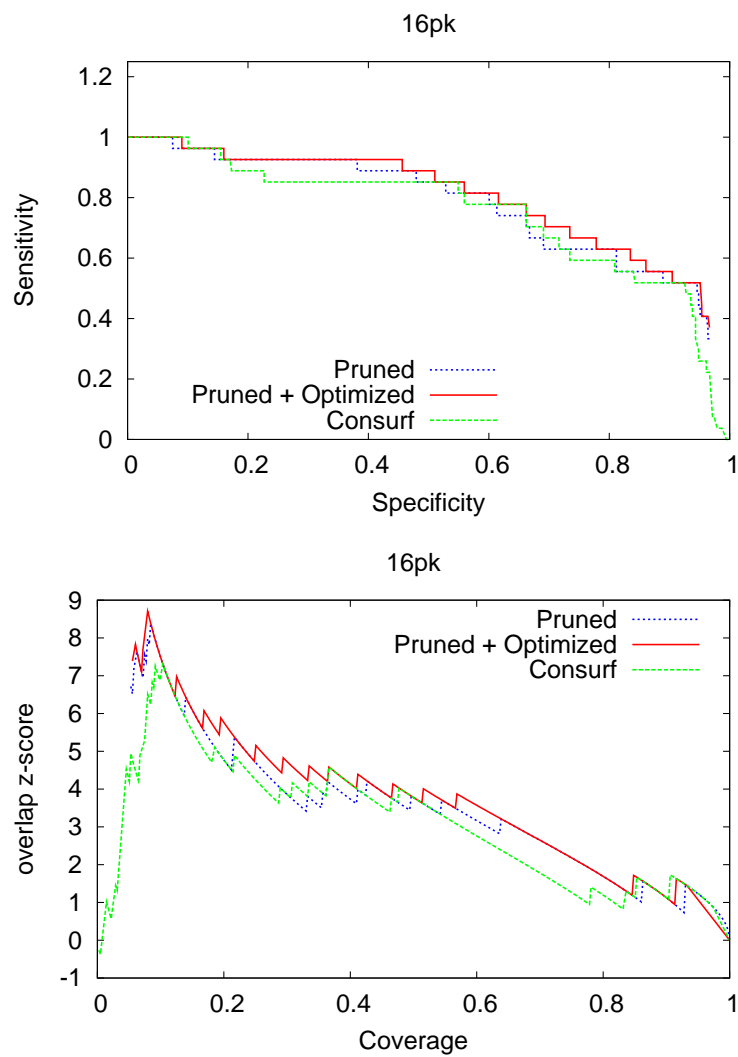 16pk
1.2
1
0.8
0.6
0.4
0.2
0
Sensitivity
Pruned
Pruned + Optimized
Consurf
0 0.2 0.4 0.6 0.8 1
Specificity
16pk
9
8
7
6
5
4
3
2
1
0
-1
overlap z-score
Pruned
Pruned + Optimized
Consurf
0 0.2 0.4 0.6 0.8 1
Coverage